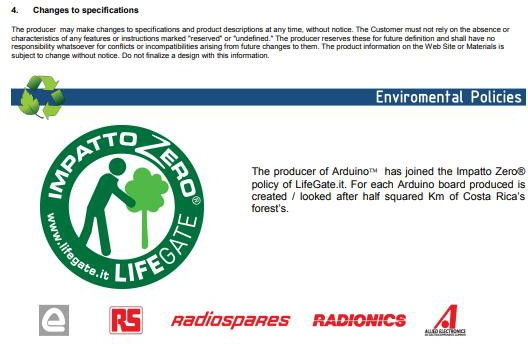 4. Changes to specifications
The producer may make changes to specifications and product descriptions at any time, without notice. The Customer must not rely on the absence or
characteristics of any features or instructions marked "reserved" or "undefined." The producer reserves these for future definition and shall have no
responsibility whatsoever for conflicts or incompatibilities arising from future changes to them. The product information on the Web Site or Materials is
subject to change without notice. Do not finalize a design with this information.
Enviromental Policies
IMPATTO ZERO®
www.lifegate.it LIFEGATE
The producer of Arduino™ has joined the Impatto Zero®
policy of LifeGate.it. For each Arduino board produced is
created / looked after half squared Km of Costa Rica's
forest's.
e
RS
RADIOSPARES
RADIONICS
A
ALLIED ELECTRONICS